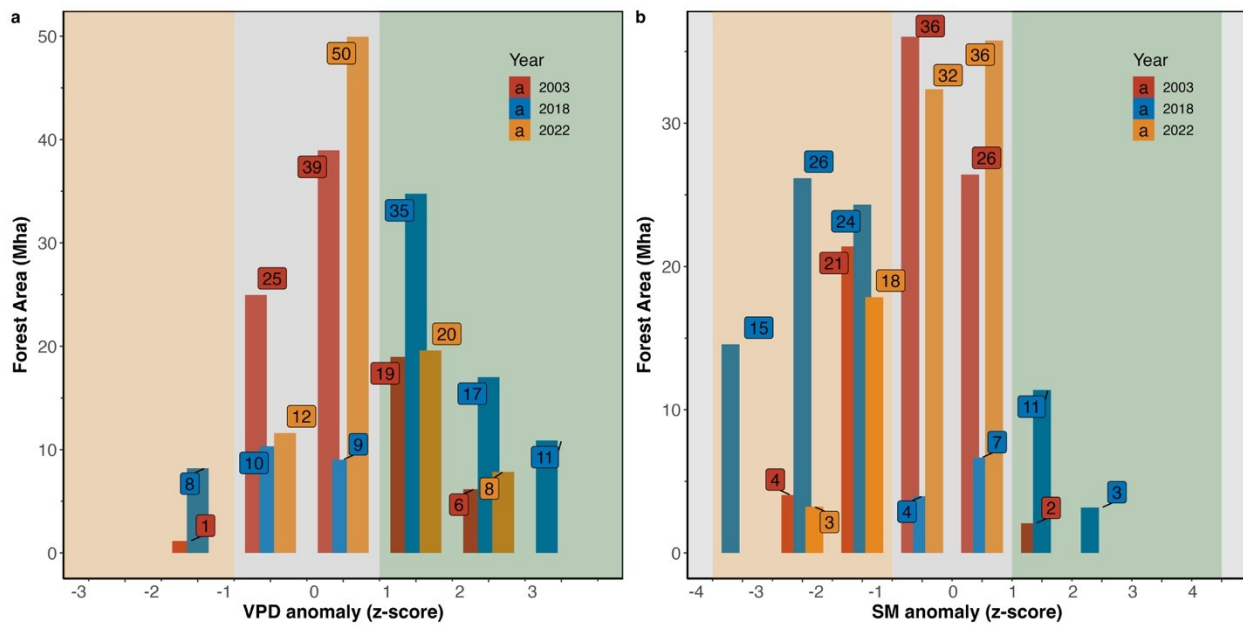 a
Forest Area (Mha)
50
40
30
20
10
0
50
39
25
12
10
9
8
1
35
19
20
17
6
8
11
Year
a 2003
a 2018
a 2022
-3 -2 -1 0 1 2 3
VPD anomaly (z-score)
b
Forest Area (Mha)
30
20
10
0
36
36
32
26
26
24
21
18
15
4
3
4
7
11
2
3
Year
a 2003
a 2018
a 2022
-4 -3 -2 -1 0 1 2 3 4
SM anomaly (z-score)